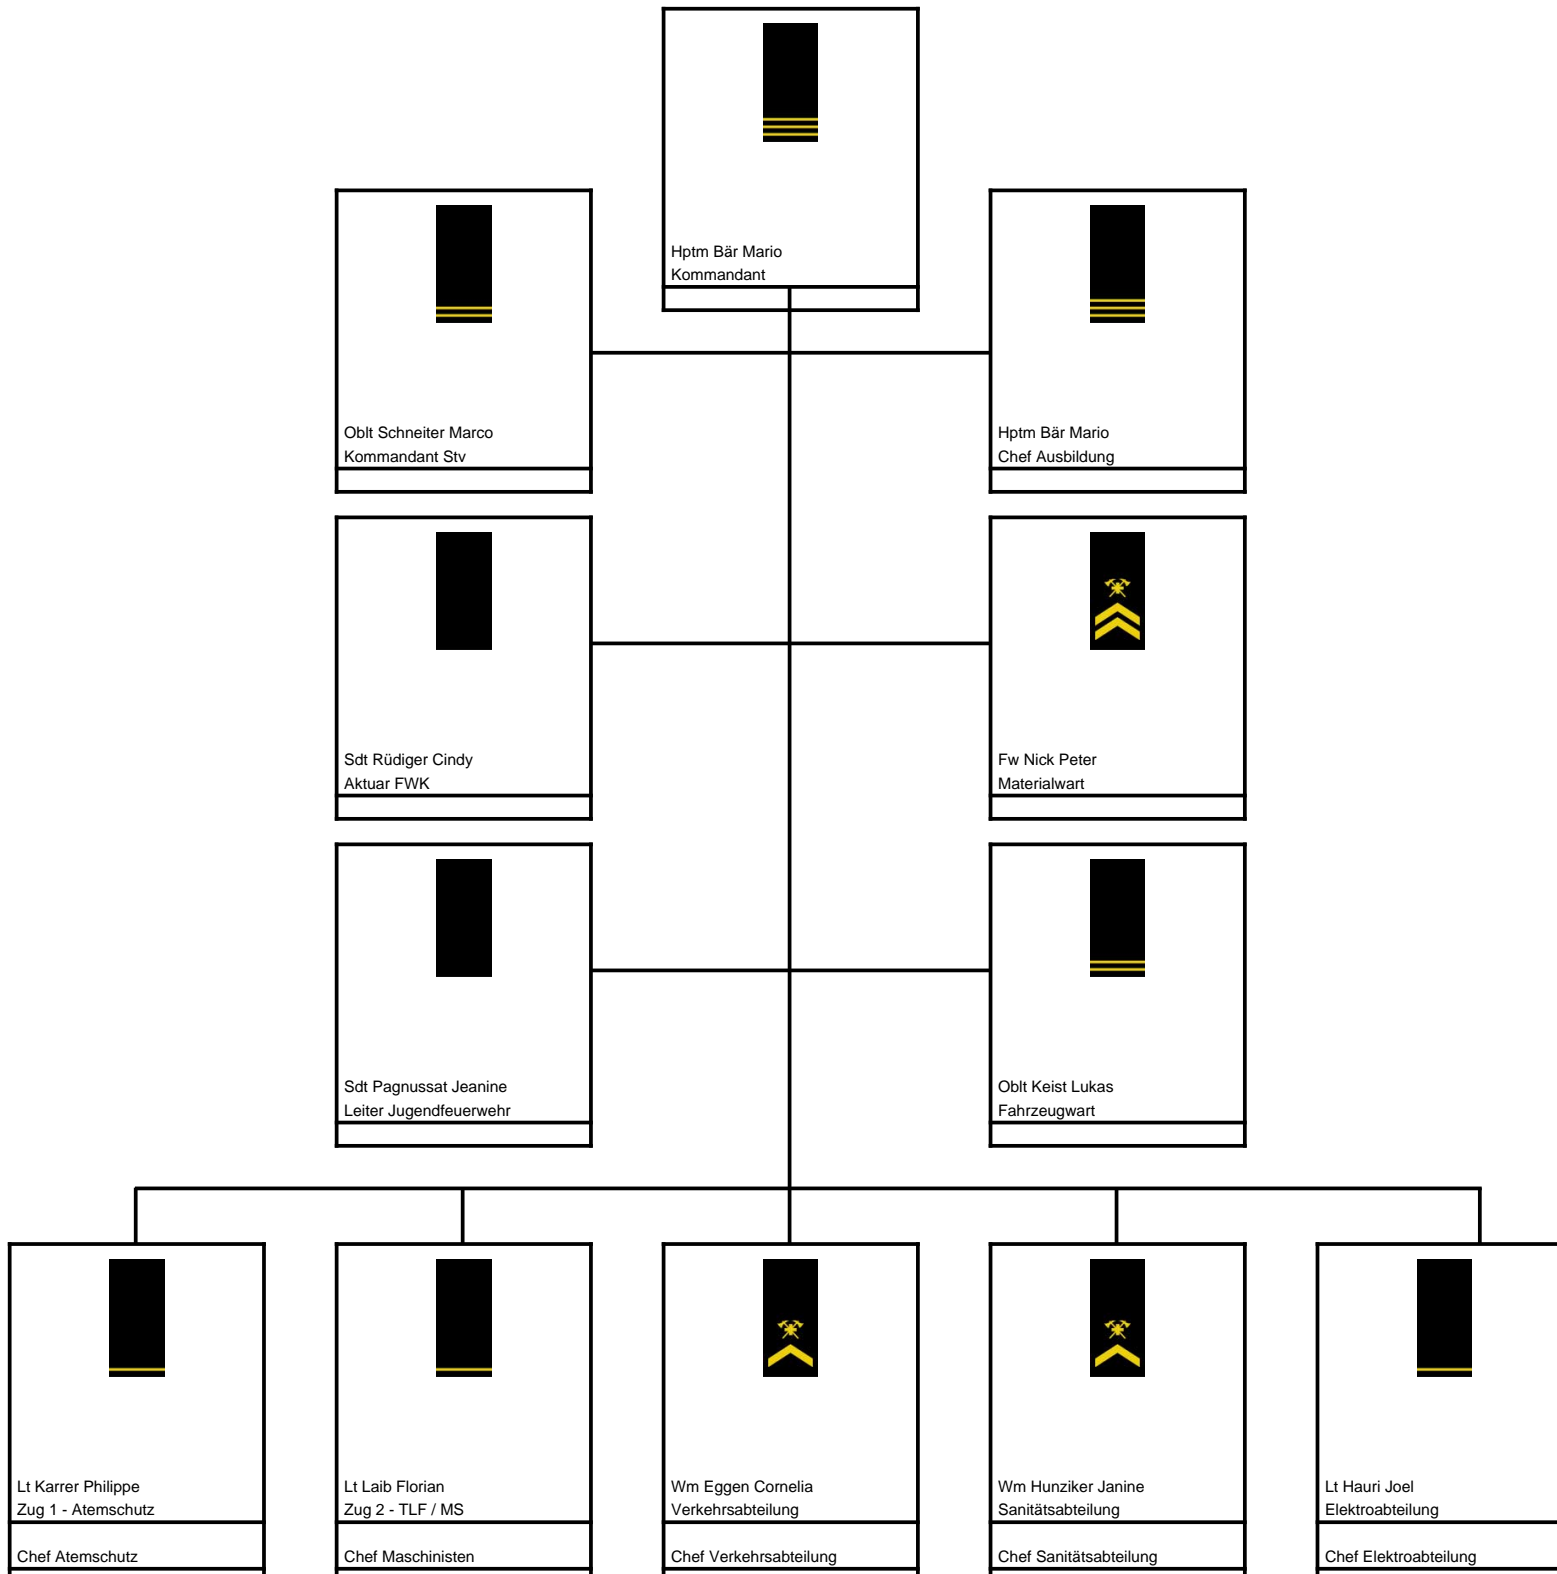 Hptm Bär Mario
Kommandant
Oblt Schneiter Marco
Kommandant Stv
Hptm Bär Mario
Chef Ausbildung
Sdt Rüdiger Cindy
Aktuar FWK
Fw Nick Peter
Materialwart
Sdt Pagnussat Jeanine
Leiter Jugendfeuerwehr
Oblt Keist Lukas
Fahrzeugwart
Lt Karrer Philippe
Zug 1 - Atemschutz
Chef Atemschutz
Lt Laib Florian
Zug 2 - TLF / MS
Chef Maschinisten
Wm Eggen Cornelia
Verkehrsabteilung
Chef Verkehrsabteilung
Wm Hunziker Janine
Sanitätsabteilung
Chef Sanitätsabteilung
Lt Hauri Joel
Elektroabteilung
Chef Elektroabteilung